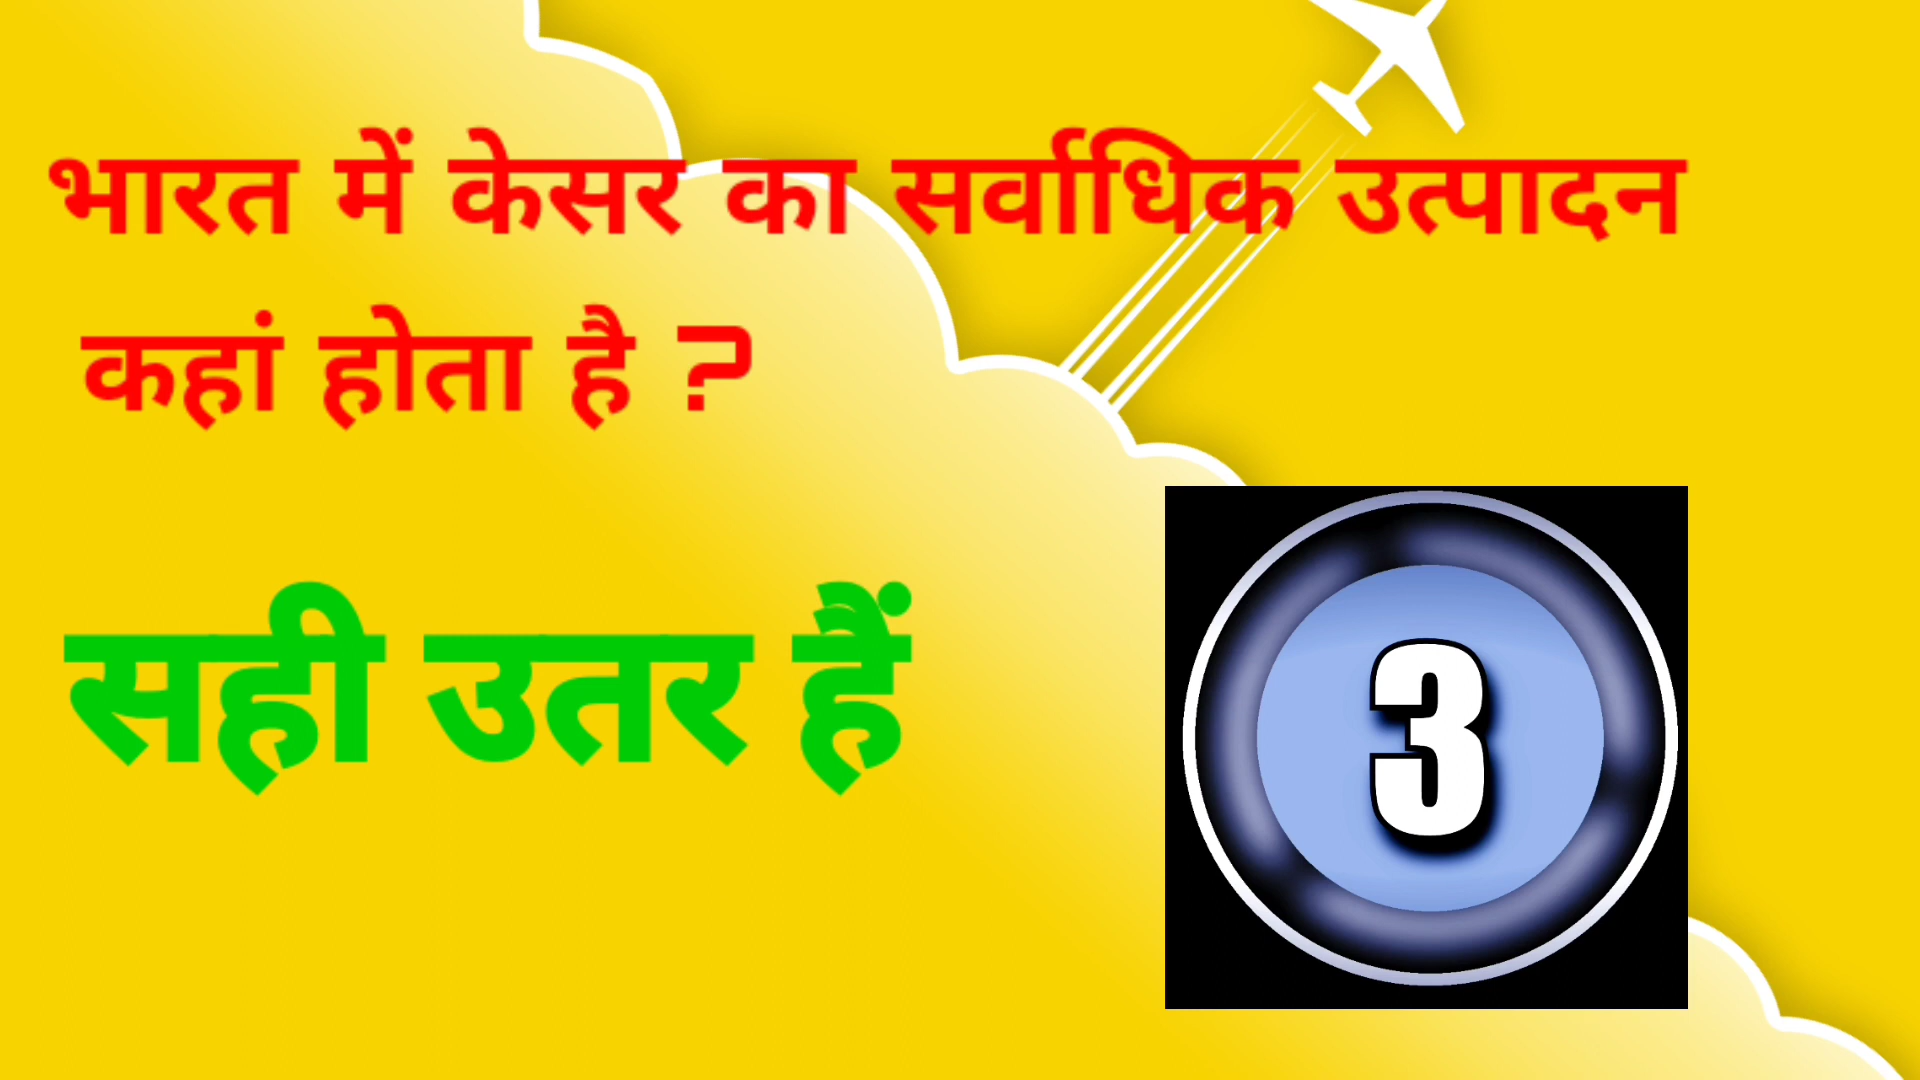 भारत में केसर का सर्वाधिक उत्पादन
कहां होता है ?
सही उतर हैं
3